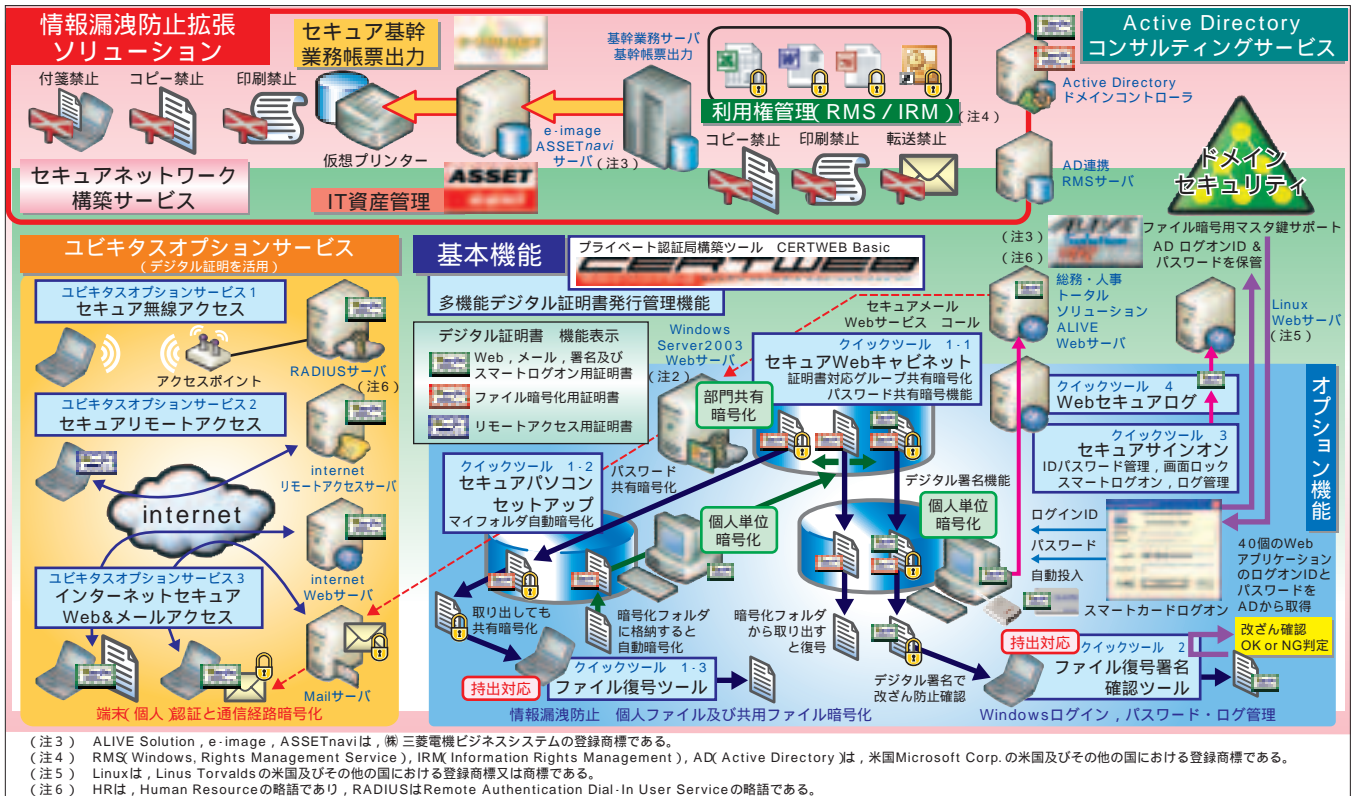 情報漏洩防止拡張
ソリューション
付箋禁止
コピー禁止
印刷禁止
セキュアネットワーク
構築サービス
セキュア基幹
業務帳票出力
仮想プリンター
e-image
ASSETnavi
サーバ(注3)
ASSET
IT資産管理
基幹業務サーバ
基幹帳票出力
利用権管理(RMS/IRM)(注4)
コピー禁止
印刷禁止
転送禁止
Active Directory
コンサルティングサービス
Active Directory
ドメインコントローラ
AD連携
RMSサーバ
ドメイン
セキュリティ
ファイル暗号用マスタ鍵サポート
AD ログオンID &
パスワードを保管
ユビキタスオプションサービス
(デジタル証明を活用)
ユビキタスオプションサービス1
セキュア無線アクセス
アクセスポイント
RADIUSサーバ
(注6)
ユビキタスオプションサービス2
セキュアリモートアクセス
internet
リモートアクセスサーバ
internet
internet
Webサーバ
ユビキタスオプションサービス3
インターネットセキュア
Web&メールアクセス
Mailサーバ
端末(個人)認証と通信経路暗号化
基本機能
プライベート認証局構築ツール CERTWEB Basic
CERTWEB
多機能デジタル証明書発行管理機能
デジタル証明書 機能表示
Web,メール,署名及び
スマートログオン用証明書
ファイル暗号化用証明書
リモートアクセス用証明書
Windows
Server2003
Webサーバ
(注2)
セキュアメール
Webサービス コール
クイックツール 1-1
セキュアWebキャビネット
証明書対応グループ共有暗号化
パスワード共有暗号機能
部門共有
暗号化
クイックツール 1-2
セキュアパソコン
セットアップ
マイフォルダ自動暗号化
パスワード
共有暗号化
個人単位
暗号化
デジタル署名機能
個人単位
暗号化
取り出しても
共有暗号化
暗号化フォルダ
に格納すると
自動暗号化
暗号化フォルダ
から取り出す
と復号
持出対応
クイックツール 1-3
ファイル復号ツール
デジタル署名で
改ざん防止確認
情報漏洩防止 個人ファイル及び共用ファイル暗号化
(注3)
(注6)
ALIVE
総務・人事
トータル
ソリューション
ALIVE
Webサーバ
Linux
Webサーバ
(注5)
オプション機能
クイックツール 4
Webセキュアログ
クイックツール 3
セキュアサインオン
IDパスワード管理,画面ロック
スマートログオン,ログ管理
ログインID
パスワード
自動投入
スマートカードログオン
40個のWeb
アプリケーション
のログオンIDと
パスワードを
ADから取得
持出対応
クイックツール 2
ファイル復号署名
確認ツール
改ざん確認
OK or NG判定
Windowsログイン,パスワード・ログ管理
(注3) ALIVE Solution,e-image,ASSETnaviは,㈱三菱電機ビジネスシステムの登録商標である。
(注4) RMS(Windows, Rights Management Service),IRM(Information Rights Management),AD(Active Directory)は,米国Microsoft Corp.の米国及びその他の国における登録商標である。
(注5) Linuxは,Linus Torvaldsの米国及びその他の国における登録商標又は商標である。
(注6) HRは,Human Resourceの略語であり,RADIUSはRemote Authentication Dial-In User Serviceの略語である。